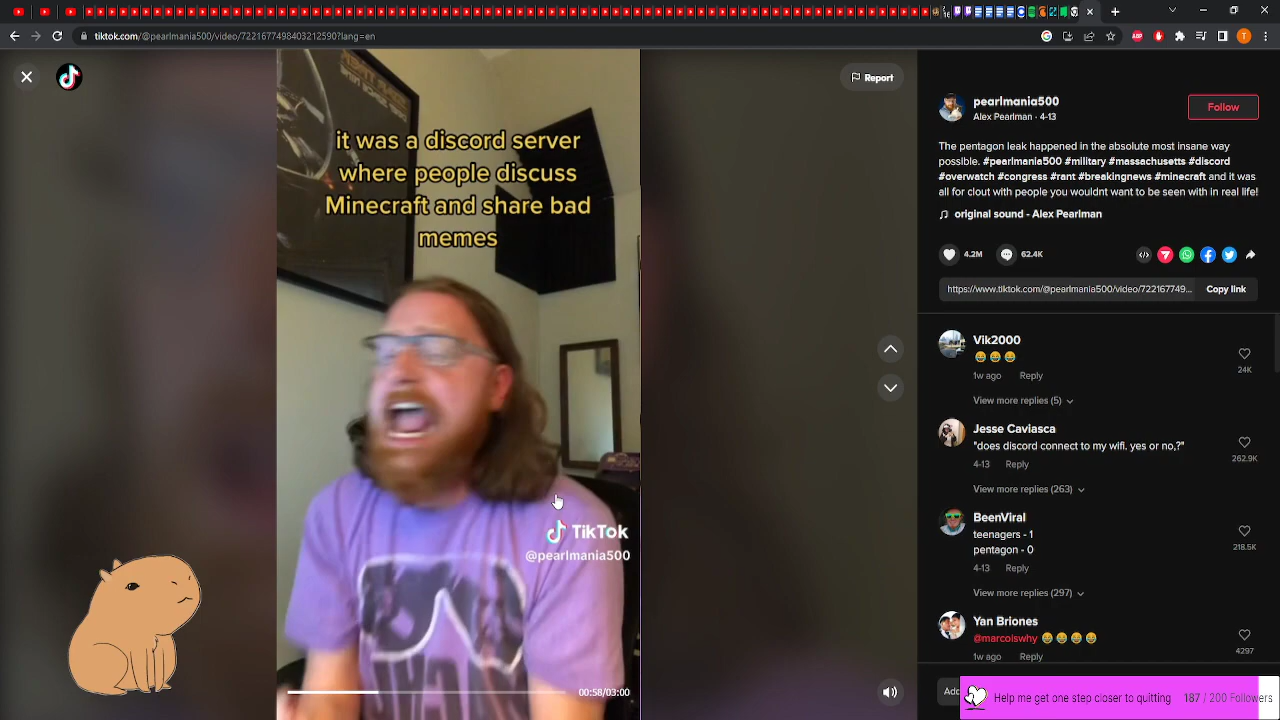 tiktok.com/@pearlmania500/video/7221677498403212590?lang=en
it was a discord server
where people discuss
Minecraft and share bad
memes
TikTok
@pearlmania500
00:58/03:00
Report
pearlmania500
Alex Pearlman · 4-13
Follow
The pentagon leak happened in the absolute most insane way
possible. #pearlmania500 #military #massachusetts #discord
#airforce #pentagon #breakingnews #minecraft and it was
all for clout with people you wouldn't want to be seen with in real life!
original sound - Alex Pearlman
4.2M
62.4K
https://www.tiktok.com/@pearlmania500/video/722167749...
Copy link
Vik2000
😂😂😂
1w ago Reply
24K
View more replies (5)
Jesse Caviasca
"does discord connect to my wifi. yes or no,?"
4-13 Reply
262.9K
View more replies (263)
BeenViral
teenagers - 1
pentagon - 0
4-13 Reply
218.5K
View more replies (297)
Yan Briones
@marcolswhy 😂😂😂😂
1w ago Reply
4297
Help me get one step closer to quitting 187 / 200 Followers